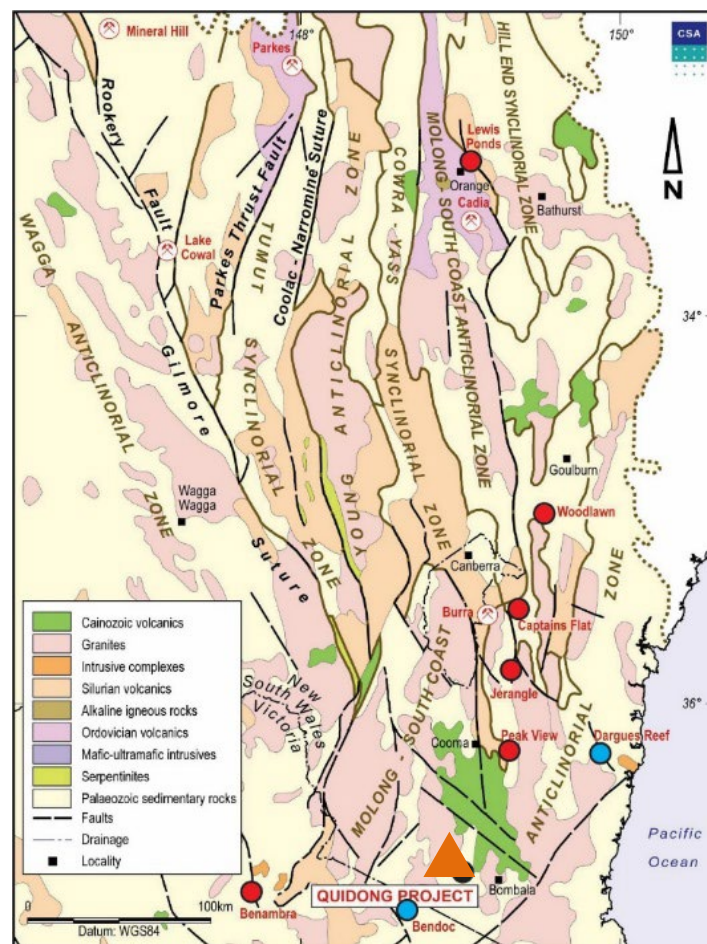 148°
150°
CSA
Mineral Hill
Parkes
Rookery
Fault
HILL END SYNCLINORIAL ZONE
Lewis
Ponds
Orange
Cadia
Bathurst
N
MOLONG SOUTH COAST ANTICLINORIAL ZONE
COWRA - YASS
SYNCLINORIAL ZONE
Parkes Thrust Fault
Coolac - Narromine Suture
Lake
Cowal
WAGGA
ANTICLINORIAL
ZONE
TUMUT
SYNCLINORIAL
ZONE
YOUNG ANTICLINORIAL ZONE
Gilmore
Suture
34°
Goulburn
Wagga
Wagga
Woodlawn
Canberra
ZONE
Burra
Captains Flat
Jerangle
Cainozoic volcanics
Granites
Intrusive complexes
Silurian volcanics
Alkaline igneous rocks
Ordovician volcanics
Mafic-ultramafic intrusives
Serpentinites
Palaeozoic sedimentary rocks
Faults
Drainage
Locality
New
South Wales
Victoria
36°
MOLONG - SOUTH COAST
ANTICLINORIAL
Cooma
Peak View
Dargues Reef
Pacific
Ocean
Bombala
QUIDONG PROJECT
Benambra
Bendoc
0
100km
Datum: WGS84